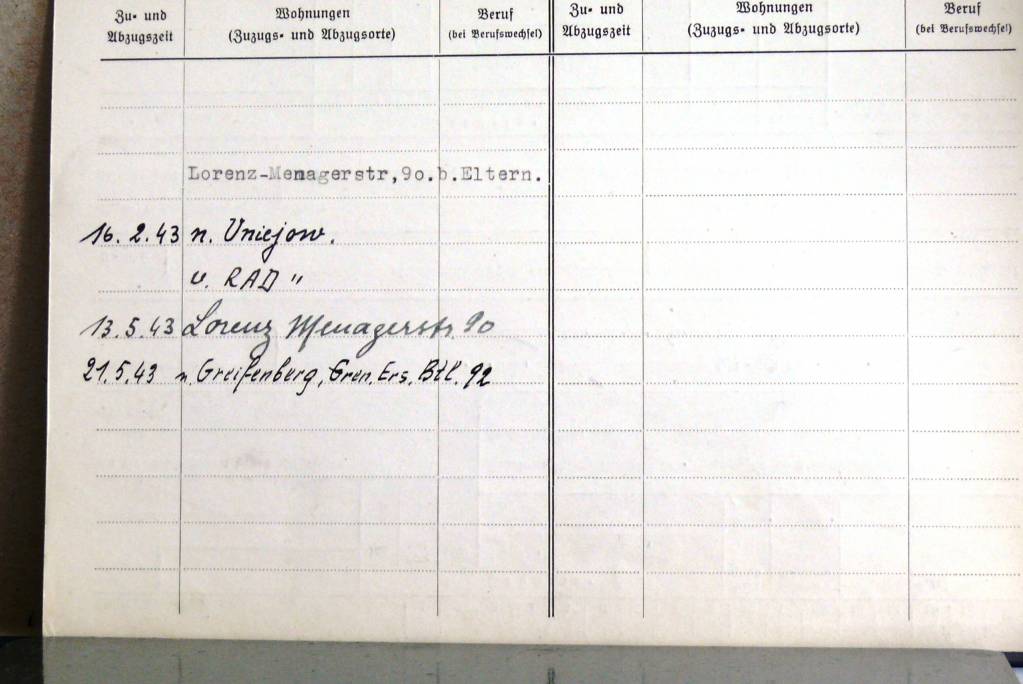 Zu- und Abzugszeit
Wohnungen (Zuzugs- und Abzugsorte)
Beruf (bei Berufswechsel)
Zu- und Abzugszeit
Wohnungen (Zuzugs- und Abzugsorte)
Beruf (bei Berufswechsel)
Lorenz-Menagerstr,9o.b.Eltern.
16.2.43 n. Uniejow.
v. RAD "
13.5.43 Lorenz Menagerstr. 90
21.5.43 n. Greifenberg, Gren. Ers. Btl. 92